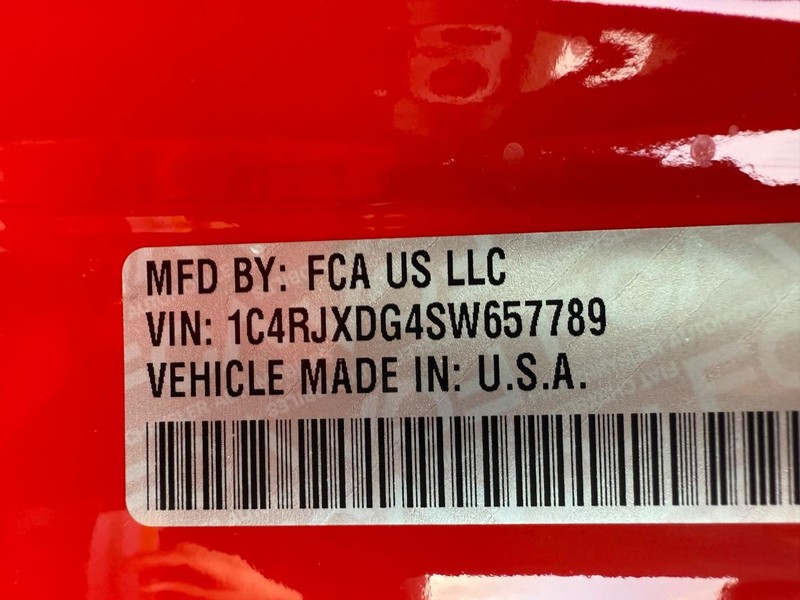 MFD BY: FCA US LLC
VIN: 1C4RJXDG4SW657789
VEHICLE MADE IN: U.S.A.